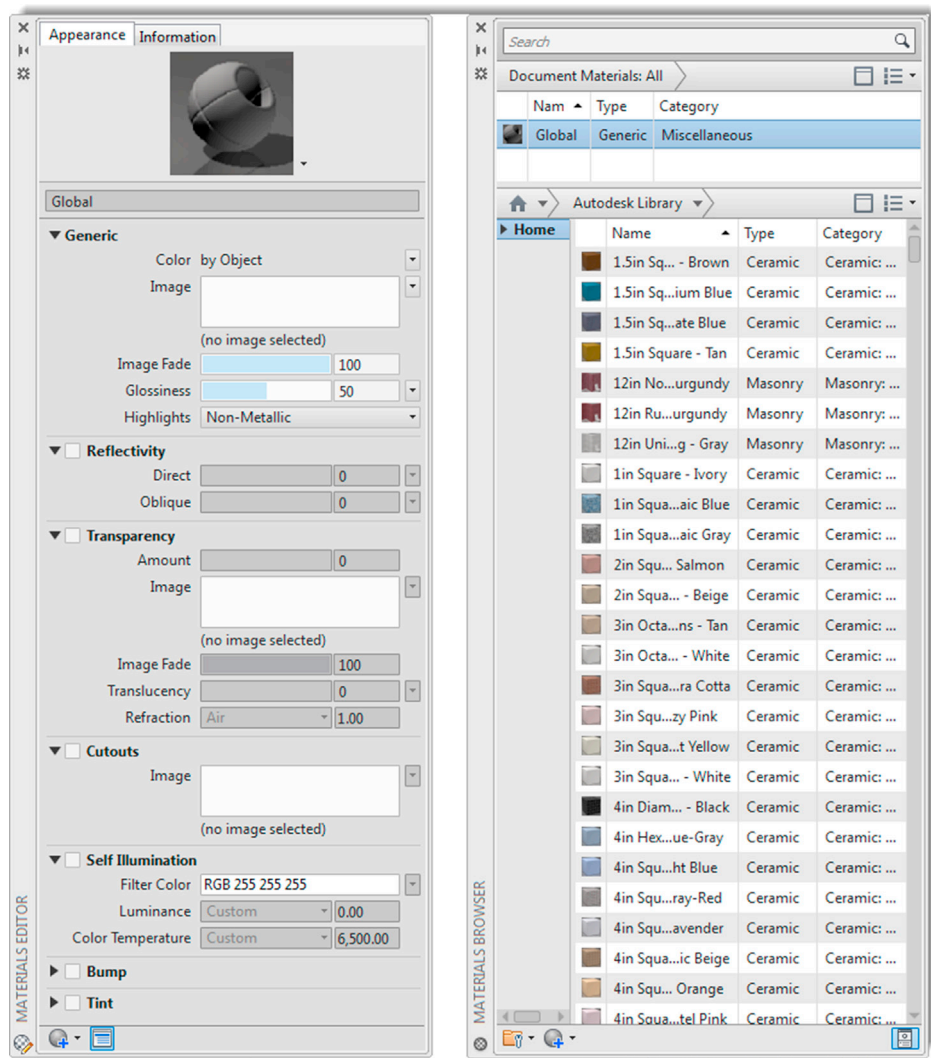 Appearance Information
Global
Generic
Color by Object
Image
(no image selected)
Image Fade 100
Glossiness 50
Highlights Non-Metallic
Reflectivity
Direct 0
Oblique 0
Transparency
Amount 0
Image
(no image selected)
Image Fade 100
Translucency 0
Refraction Air 1.00
Cutouts
Image
(no image selected)
Self Illumination
Filter Color RGB 255 255 255
Luminance Custom 0.00
Color Temperature Custom 6,500.00
Bump
Tint
MATERIALS EDITOR
Search
Document Materials: All
Nam Type Category
Global Generic Miscellaneous
Autodesk Library
Home
Name Type Category
1.5in Sq... - Brown Ceramic Ceramic: ...
1.5in Sq...ium Blue Ceramic Ceramic: ...
1.5in Sq...ate Blue Ceramic Ceramic: ...
1.5in Square - Tan Ceramic Ceramic: ...
12in No...urgundy Masonry Masonry: ...
12in Ru...urgundy Masonry Masonry: ...
12in Uni...g - Gray Masonry Masonry: ...
1in Square - Ivory Ceramic Ceramic: ...
1in Squa...aic Blue Ceramic Ceramic: ...
1in Squa...aic Gray Ceramic Ceramic: ...
2in Squ... Salmon Ceramic Ceramic: ...
2in Squa... - Beige Ceramic Ceramic: ...
3in Octa...ns - Tan Ceramic Ceramic: ...
3in Octa... - White Ceramic Ceramic: ...
3in Squa...ra Cotta Ceramic Ceramic: ...
3in Squ...zy Pink Ceramic Ceramic: ...
3in Squa...t Yellow Ceramic Ceramic: ...
3in Squa... - White Ceramic Ceramic: ...
4in Diam... - Black Ceramic Ceramic: ...
4in Hex...ue-Gray Ceramic Ceramic: ...
4in Squ...ht Blue Ceramic Ceramic: ...
4in Squ...ray-Red Ceramic Ceramic: ...
4in Squ...avender Ceramic Ceramic: ...
4in Squa...ic Beige Ceramic Ceramic: ...
4in Squ... Orange Ceramic Ceramic: ...
4in Squa...tel Pink Ceramic Ceramic: ...
MATERIALS BROWSER